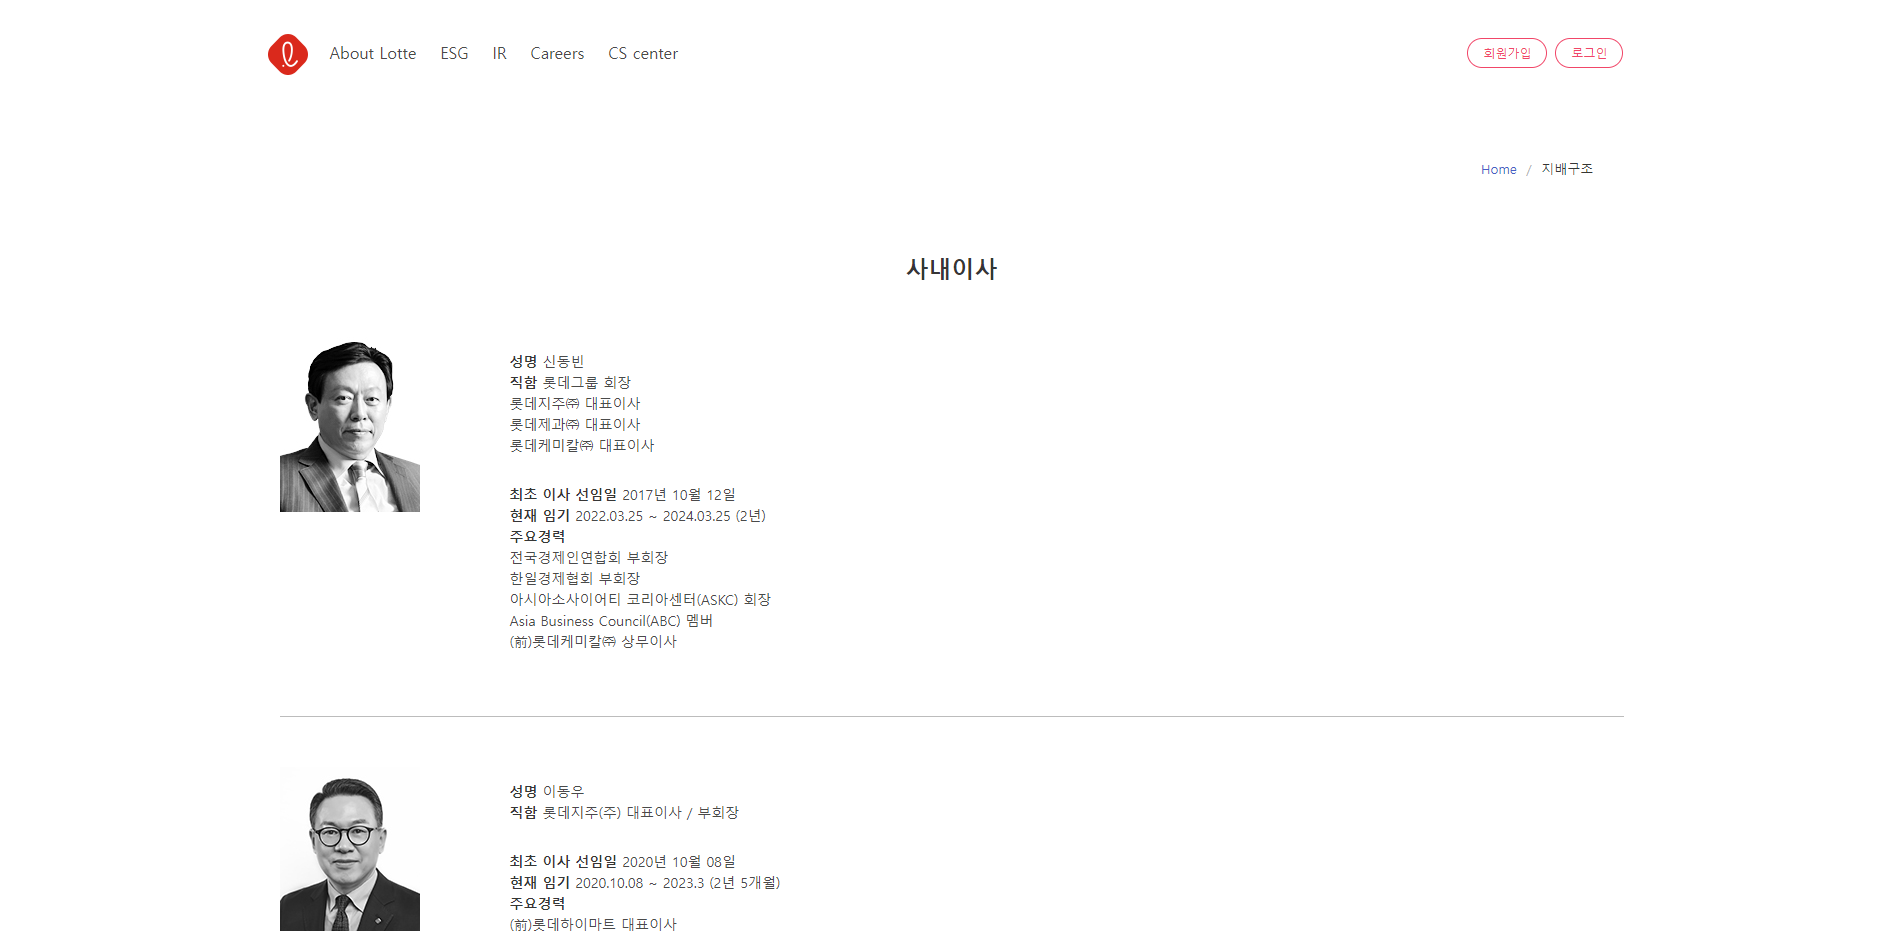 About Lotte ESG IR Careers CS center 회원가입 로그인
Home / 지배구조
사내이사
성명 신동빈
직함 롯데그룹 회장
롯데지주㈜ 대표이사
롯데제과㈜ 대표이사
롯데케미칼㈜ 대표이사
최초 이사 선임일 2017년 10월 12일
현재 임기 2022.03.25 ~ 2024.03.25 (2년)
주요경력
전국경제인연합회 부회장
한일경제협회 부회장
아시아소사이어티 코리아센터(ASKC) 회장
Asia Business Council(ABC) 멤버
(前)롯데케미칼㈜ 상무이사
성명 이동우
직함 롯데지주(주) 대표이사 / 부회장
최초 이사 선임일 2020년 10월 08일
현재 임기 2020.10.08 ~ 2023.3 (2년 5개월)
주요경력
(前)롯데하이마트 대표이사